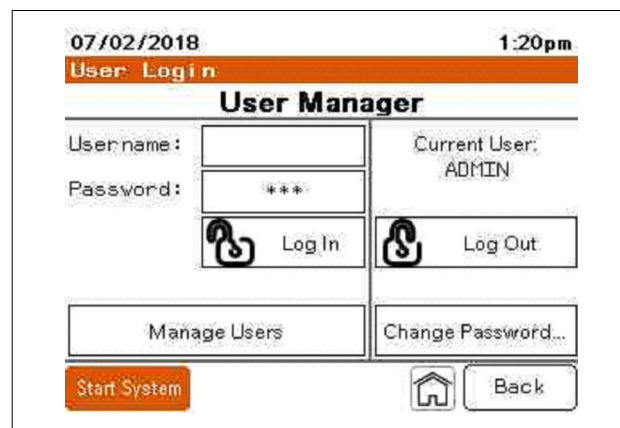 07/02/2018 1:20pm
User Login
User Manager
Username:
Current User:
ADMIN
Password: ***
Log In
Log Out
Manage Users
Change Password...
Start System
Back